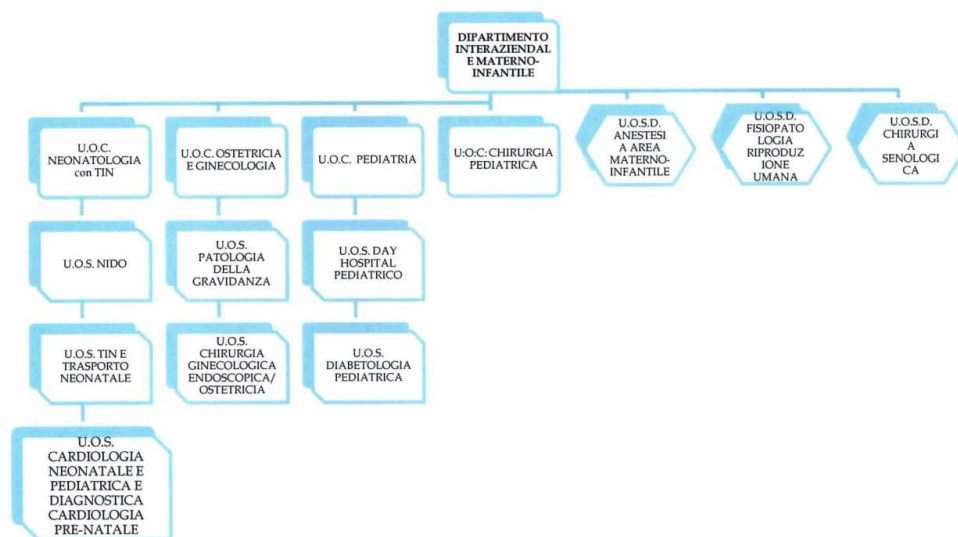 DIPARTIMENTO
INTERAZIENDAL
E MATERNO-
INFANTILE
U.O.C.
NEONATOLOGIA
con TIN
U.O.C. OSTETRICIA
E GINECOLOGIA
U.O.C. PEDIATRIA
U:O:C: CHIRURGIA
PEDIATRICA
U.O.S.D.
ANESTESI
A AREA
MATERNO-
INFANTILE
U.O.S.D.
FISIOPATO
LOGIA
RIPRODUZ
IONE
UMANA
U.O.S.D.
CHIRURGI
A
SENOLOGI
CA
U.O.S. NIDO
U.O.S.
PATOLOGIA
DELLA
GRAVIDANZA
U.O.S. DAY
HOSPITAL
PEDIATRICO
U.O.S. TIN E
TRASPORTO
NEONATALE
U.O.S.
CHIRURGIA
GINECOLOGICA
ENDOSCOPICA/
OSTETRICIA
U.O.S.
DIABETOLOGIA
PEDIATRICA
U.O.S.
CARDIOLOGIA
NEONATALE E
PEDIATRICA E
DIAGNOSTICA
CARDIOLOGIA
PRE-NATALE